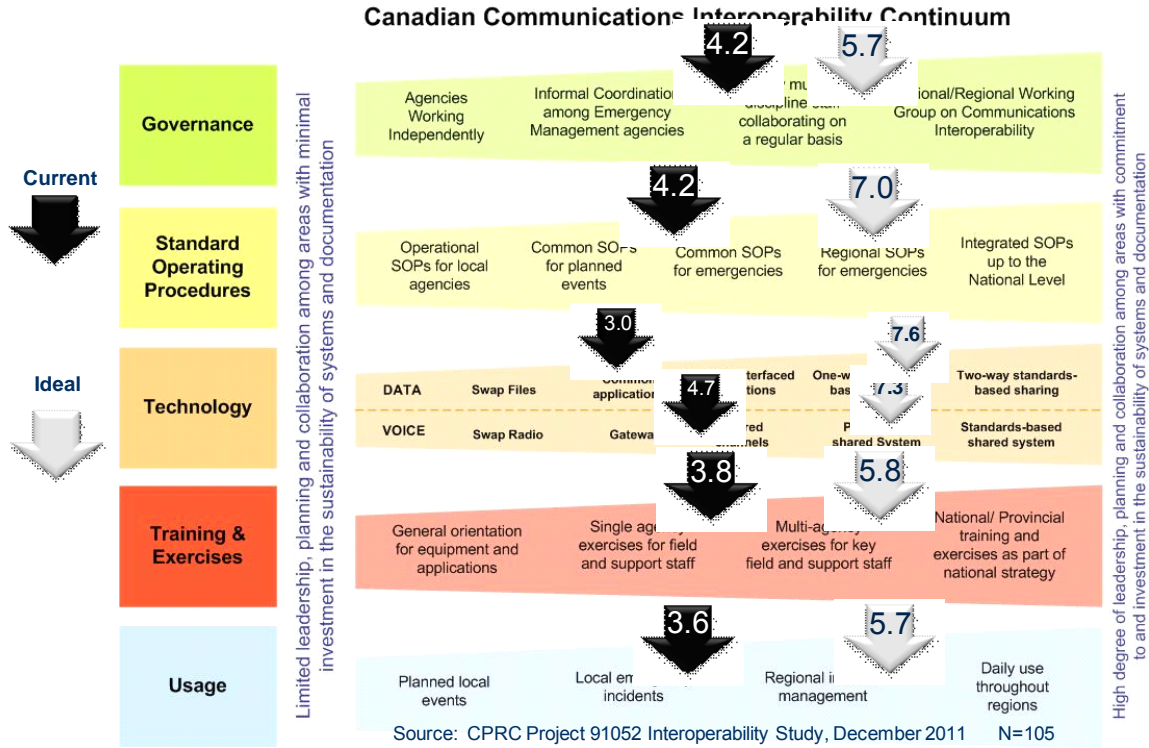 Canadian Communications Interoperability Continuum
4.2
5.7
Governance
Agencies
Working
Independently
Informal Coordination
among Emergency
Management agencies
collaborating on
a regular basis
Group on Communications
Interoperability
Limited leadership, planning and collaboration among areas with minimal
investment in the sustainability of systems and documentation
High degree of leadership, planning and collaboration among areas with commitment
to and investment in the sustainability of systems and documentation
Current
Ideal
4.2
7.0
Standard
Operating
Procedures
Operational
SOPs for local
agencies
Common SOPs
for planned
events
Common SOPs
for emergencies
Regional SOPs
for emergencies
Integrated SOPs
up to the
National Level
3.0
7.6
Technology
DATA
Swap Files
4.7
7.3
Two-way standards-
based sharing
VOICE
Swap Radio
shared System
Standards-based
shared system
3.8
5.8
Training &
Exercises
General orientation
for equipment and
applications
Single agency
exercises for field
and support staff
Multi-agency
exercises for key
field and support staff
National/ Provincial
training and
exercises as part of
national strategy
3.6
5.7
Usage
Planned local
events
Local
incidents
Regional
management
Daily use
throughout
regions
Source: CPRC Project 91052 Interoperability Study, December 2011 N=105